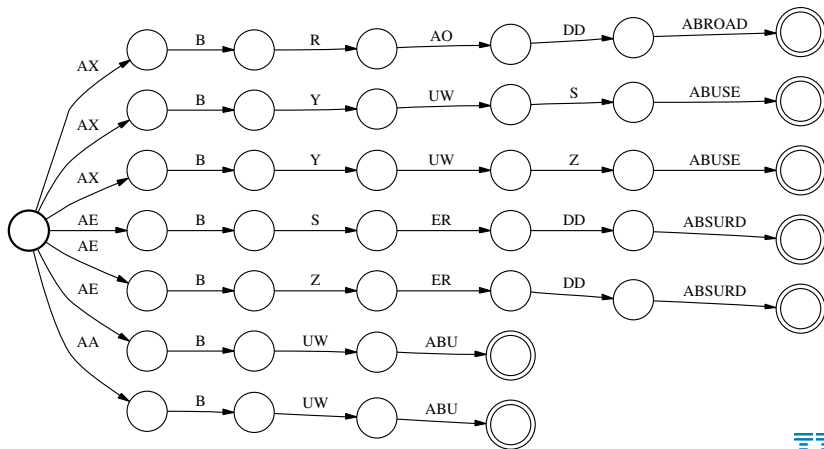 AX B R AO DD ABROAD
AX B Y UW S ABUSE
AX B Y UW Z ABUSE
AE B S ER DD ABSURD
AE B Z ER DD ABSURD
AE B UW ABU
AA B UW ABU